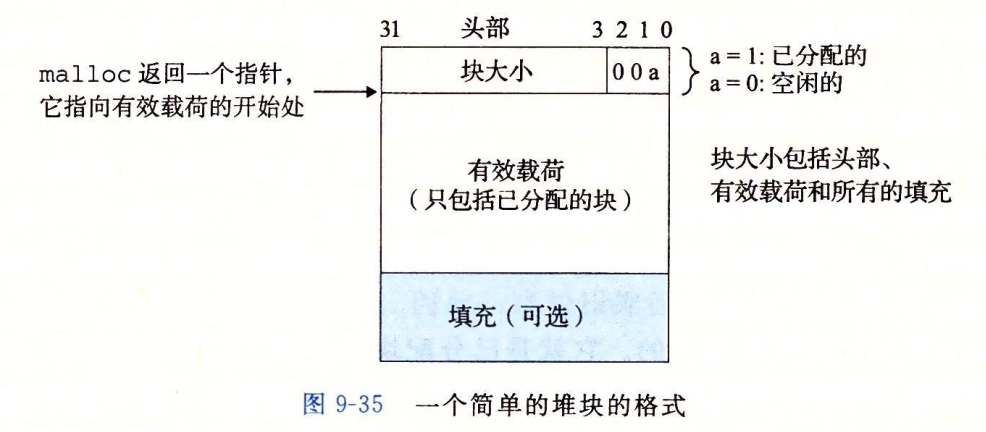 31 头部 3 2 1 0
块大小 0 0 a
a = 1: 已分配的
a = 0: 空闲的
malloc 返回一个指针，
它指向有效载荷的开始处
有效载荷
（只包括已分配的块）
块大小包括头部、
有效载荷和所有的填充
填充（可选）
图 9-35 一个简单的堆块的格式